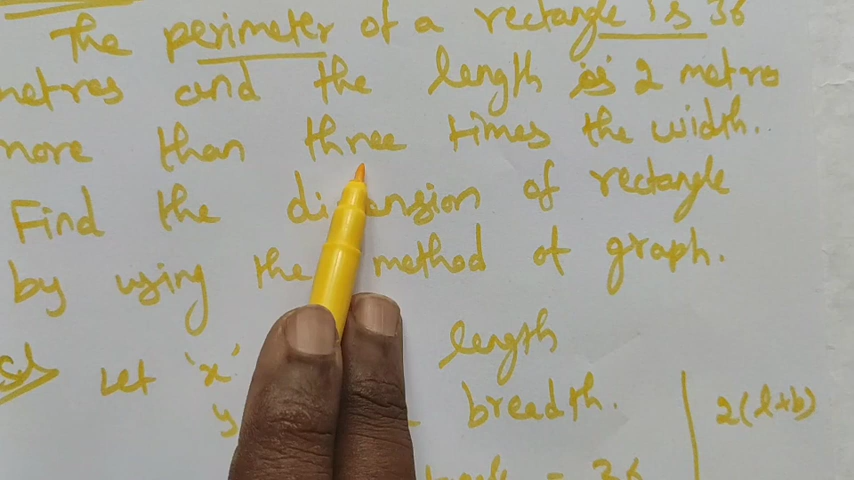 The perimeter of a rectangle is 36
metres and the length is 2 metres
more than three times the width.
Find the dimension of rectangle
by using the method of graph.
Sol Let 'x' length
y breadth. 2(l+b)
= 36